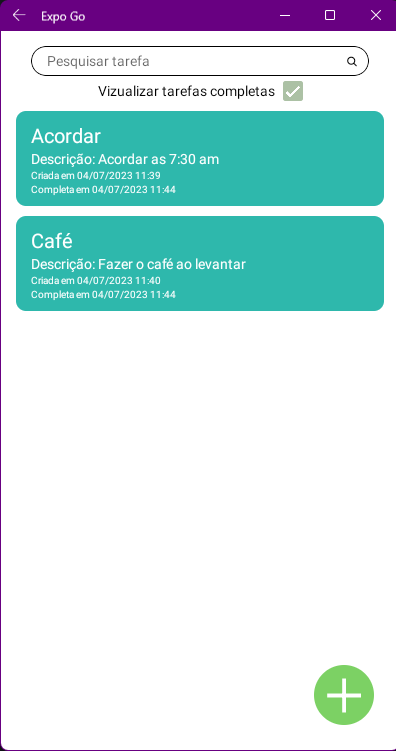 Expo Go
Pesquisar tarefa
Vizualizar tarefas completas
Acordar
Descrição: Acordar as 7:30 am
Criada em 04/07/2023 11:39
Completa em 04/07/2023 11:44
Café
Descrição: Fazer o café ao levantar
Criada em 04/07/2023 11:40
Completa em 04/07/2023 11:44